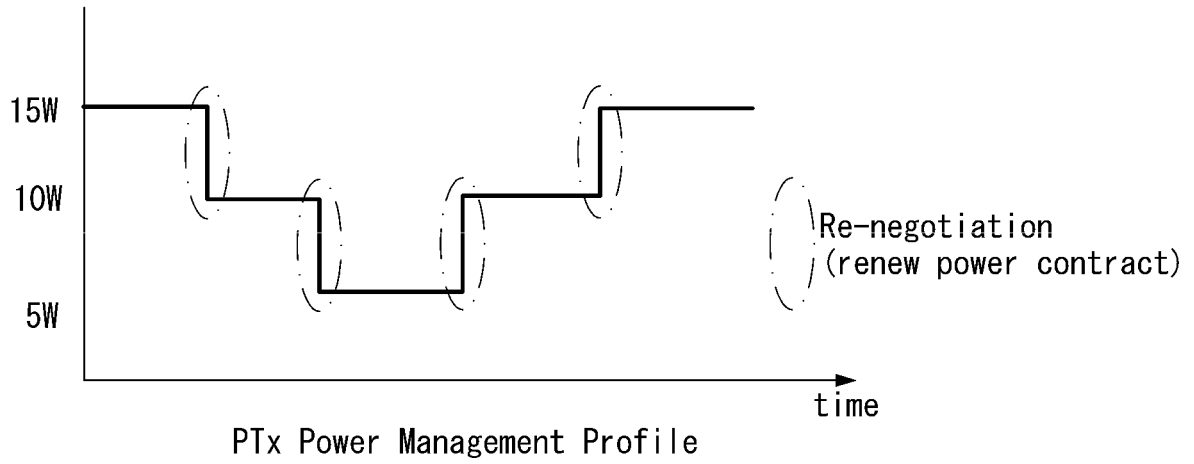 15W
10W
5W
Re-negotiation
(renew power contract)
time
PTx Power Management Profile